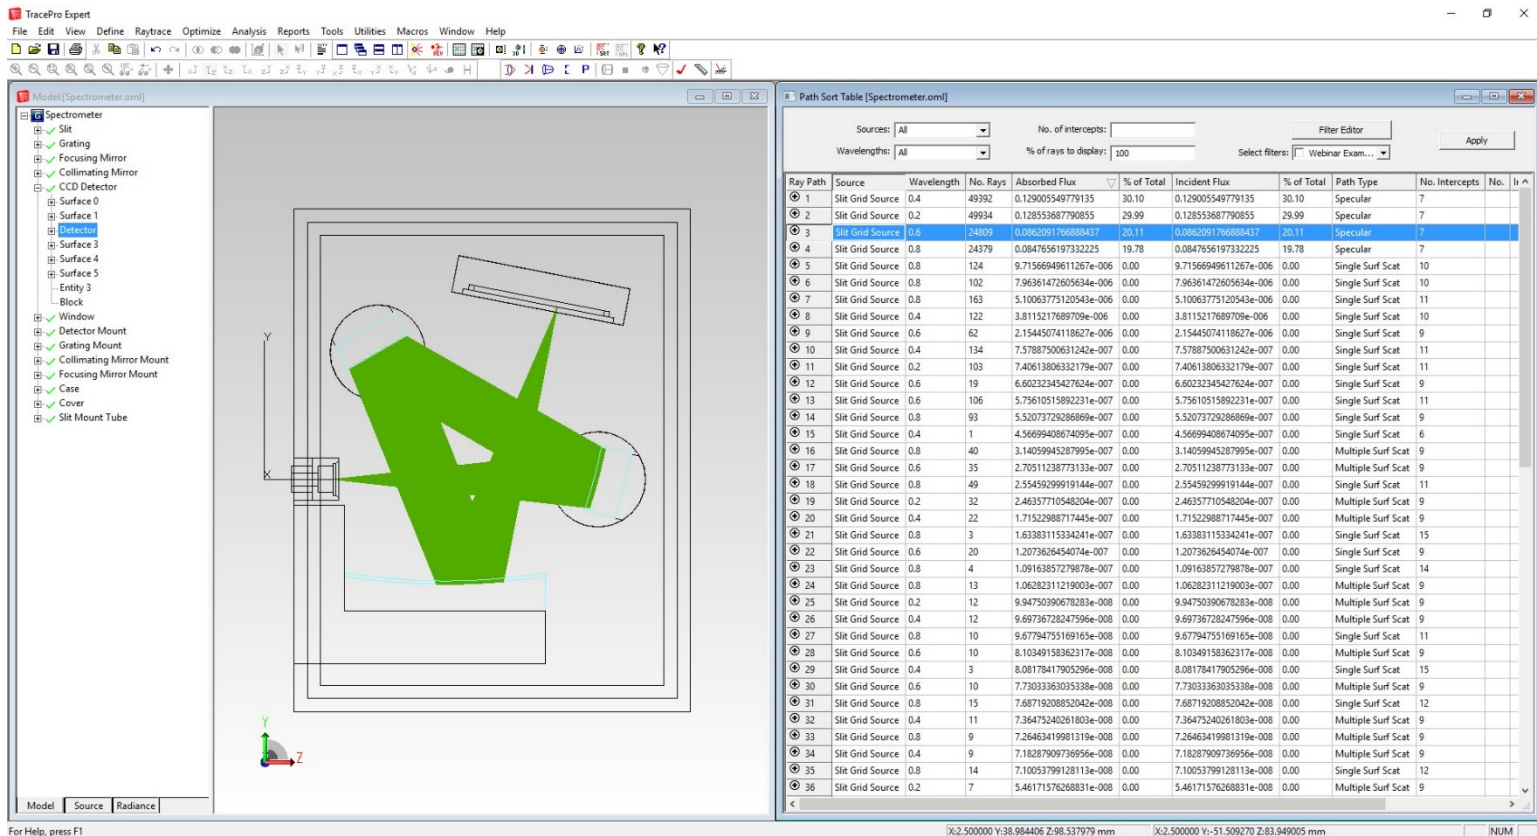 TracePro Expert
File Edit View Define Raytrace Optimize Analysis Reports Tools Utilities Macros Window Help
Model:[Spectrometer.oml]
Spectrometer
Slit
Grating
Focusing Mirror
Collimating Mirror
CCD Detector
Surface 0
Surface 1
Detector
Surface 3
Surface 4
Surface 5
Entity 3
Block
Window
Detector Mount
Grating Mount
Collimating Mirror Mount
Focusing Mirror Mount
Case
Cover
Slit Mount Tube
Y
X
Y
Z
Model Source Radiance
Path Sort Table [Spectrometer.oml]
Sources: All No. of intercepts: Filter Editor Apply
Wavelengths: All % of rays to display: 100 Select filters: Webinar Exam...
Ray Path Source Wavelength No. Rays Absorbed Flux % of Total Incident Flux % of Total Path Type No. Intercepts No.
1 Slit Grid Source 0.4 49392 0.129005549779135 30.10 0.129005549779135 30.10 Specular 7
2 Slit Grid Source 0.2 49934 0.128553687790855 29.99 0.128553687790855 29.99 Specular 7
3 Slit Grid Source 0.6 24809 0.0862091766888437 20.11 0.0862091766888437 20.11 Specular 7
4 Slit Grid Source 0.8 24379 0.0847656197332225 19.78 0.0847656197332225 19.78 Specular 7
5 Slit Grid Source 0.8 124 9.71566949611267e-006 0.00 9.71566949611267e-006 0.00 Single Surf Scat 10
6 Slit Grid Source 0.8 102 7.96361472605634e-006 0.00 7.96361472605634e-006 0.00 Single Surf Scat 10
7 Slit Grid Source 0.8 163 5.10063775120543e-006 0.00 5.10063775120543e-006 0.00 Single Surf Scat 11
8 Slit Grid Source 0.4 122 3.8115217689709e-006 0.00 3.8115217689709e-006 0.00 Single Surf Scat 10
9 Slit Grid Source 0.6 62 2.15445074118627e-006 0.00 2.15445074118627e-006 0.00 Single Surf Scat 9
10 Slit Grid Source 0.4 134 7.57887500631242e-007 0.00 7.57887500631242e-007 0.00 Single Surf Scat 11
11 Slit Grid Source 0.2 103 7.40613806332179e-007 0.00 7.40613806332179e-007 0.00 Single Surf Scat 11
12 Slit Grid Source 0.6 19 6.60232345427624e-007 0.00 6.60232345427624e-007 0.00 Single Surf Scat 9
13 Slit Grid Source 0.6 106 5.75610515892231e-007 0.00 5.75610515892231e-007 0.00 Single Surf Scat 11
14 Slit Grid Source 0.8 93 5.52073729286869e-007 0.00 5.52073729286869e-007 0.00 Single Surf Scat 9
15 Slit Grid Source 0.4 1 4.56699408674095e-007 0.00 4.56699408674095e-007 0.00 Single Surf Scat 6
16 Slit Grid Source 0.8 40 3.14059945287995e-007 0.00 3.14059945287995e-007 0.00 Multiple Surf Scat 9
17 Slit Grid Source 0.6 35 2.70511238773133e-007 0.00 2.70511238773133e-007 0.00 Multiple Surf Scat 9
18 Slit Grid Source 0.8 49 2.55459299919144e-007 0.00 2.55459299919144e-007 0.00 Single Surf Scat 11
19 Slit Grid Source 0.2 32 2.46357710548204e-007 0.00 2.46357710548204e-007 0.00 Multiple Surf Scat 9
20 Slit Grid Source 0.4 22 1.71522988717445e-007 0.00 1.71522988717445e-007 0.00 Multiple Surf Scat 9
21 Slit Grid Source 0.8 3 1.63383115334241e-007 0.00 1.63383115334241e-007 0.00 Single Surf Scat 15
22 Slit Grid Source 0.6 20 1.2073626454074e-007 0.00 1.2073626454074e-007 0.00 Single Surf Scat 9
23 Slit Grid Source 0.8 4 1.09163857279878e-007 0.00 1.09163857279878e-007 0.00 Single Surf Scat 14
24 Slit Grid Source 0.8 13 1.06282311219003e-007 0.00 1.06282311219003e-007 0.00 Multiple Surf Scat 9
25 Slit Grid Source 0.2 12 9.94750390678283e-008 0.00 9.94750390678283e-008 0.00 Multiple Surf Scat 9
26 Slit Grid Source 0.4 12 9.69736728247596e-008 0.00 9.69736728247596e-008 0.00 Multiple Surf Scat 9
27 Slit Grid Source 0.8 10 9.67794755169165e-008 0.00 9.67794755169165e-008 0.00 Single Surf Scat 11
28 Slit Grid Source 0.6 10 8.10349158362317e-008 0.00 8.10349158362317e-008 0.00 Multiple Surf Scat 9
29 Slit Grid Source 0.4 3 8.08178417905296e-008 0.00 8.08178417905296e-008 0.00 Single Surf Scat 15
30 Slit Grid Source 0.6 10 7.73033363035338e-008 0.00 7.73033363035338e-008 0.00 Multiple Surf Scat 9
31 Slit Grid Source 0.8 15 7.68719208852042e-008 0.00 7.68719208852042e-008 0.00 Single Surf Scat 12
32 Slit Grid Source 0.4 11 7.36475240261803e-008 0.00 7.36475240261803e-008 0.00 Multiple Surf Scat 9
33 Slit Grid Source 0.8 9 7.26463419981319e-008 0.00 7.26463419981319e-008 0.00 Multiple Surf Scat 9
34 Slit Grid Source 0.4 9 7.18287909736956e-008 0.00 7.18287909736956e-008 0.00 Multiple Surf Scat 9
35 Slit Grid Source 0.8 14 7.10053799128113e-008 0.00 7.10053799128113e-008 0.00 Single Surf Scat 12
36 Slit Grid Source 0.2 7 5.46171576268831e-008 0.00 5.46171576268831e-008 0.00 Multiple Surf Scat 9
For Help, press F1 X:2.500000 Y:38.984406 Z:98.537979 mm X:2.500000 Y:-51.509270 Z:83.949005 mm NUM